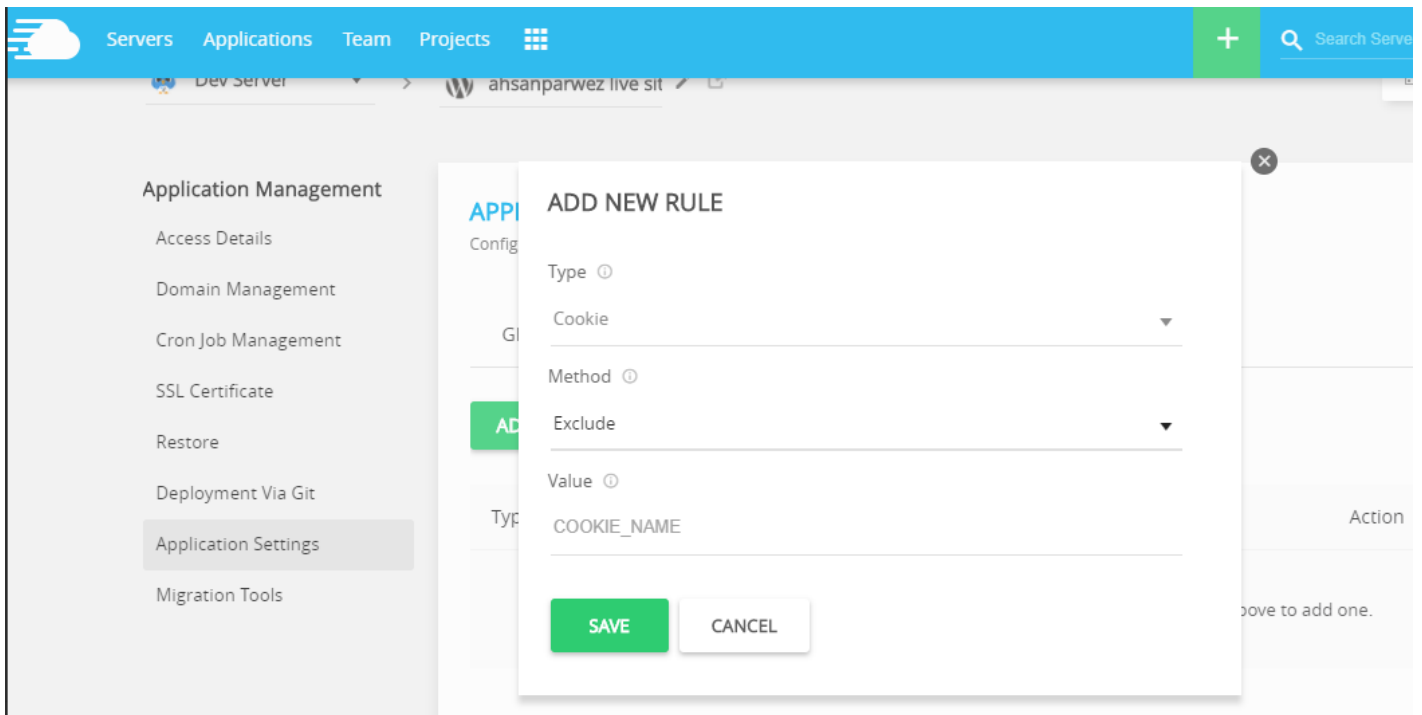 Servers Applications Team Projects
Search Serve
Dev Server > ahsanparwez live sit
Application Management
Access Details
Domain Management
Cron Job Management
SSL Certificate
Restore
Deployment Via Git
Application Settings
Migration Tools
APPI
Config
ADD NEW RULE
Type
Cookie
Method
Exclude
Value
COOKIE_NAME
SAVE CANCEL
AD
Typ
Action
bove to add one.